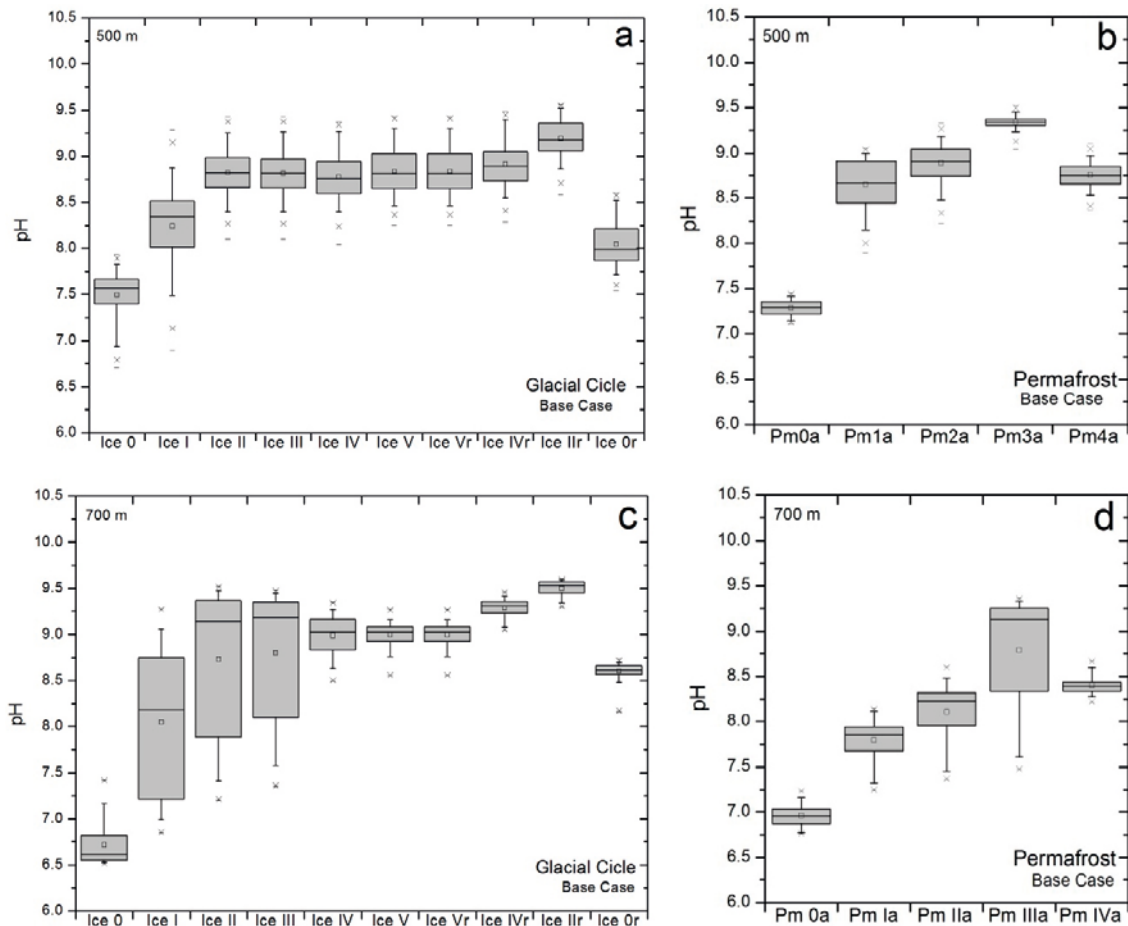 500 m
a
10.5
10.0
9.5
9.0
8.5
8.0
7.5
7.0
6.5
6.0
pH
Glacial Cicle
Base Case
Ice 0 Ice I Ice II Ice III Ice IV Ice V Ice Vr Ice IVr Ice IIr Ice 0r
500 m
b
10.5
10.0
9.5
9.0
8.5
8.0
7.5
7.0
6.5
6.0
pH
Permafrost
Base Case
Pm0a Pm1a Pm2a Pm3a Pm4a
700 m
c
10.5
10.0
9.5
9.0
8.5
8.0
7.5
7.0
6.5
6.0
pH
Glacial Cicle
Base Case
Ice 0 Ice I Ice II Ice III Ice IV Ice V Ice Vr Ice IVr Ice IIr Ice 0r
700 m
d
10.5
10.0
9.5
9.0
8.5
8.0
7.5
7.0
6.5
6.0
pH
Permafrost
Base Case
Pm 0a Pm Ia Pm IIa Pm IIIa Pm IVa